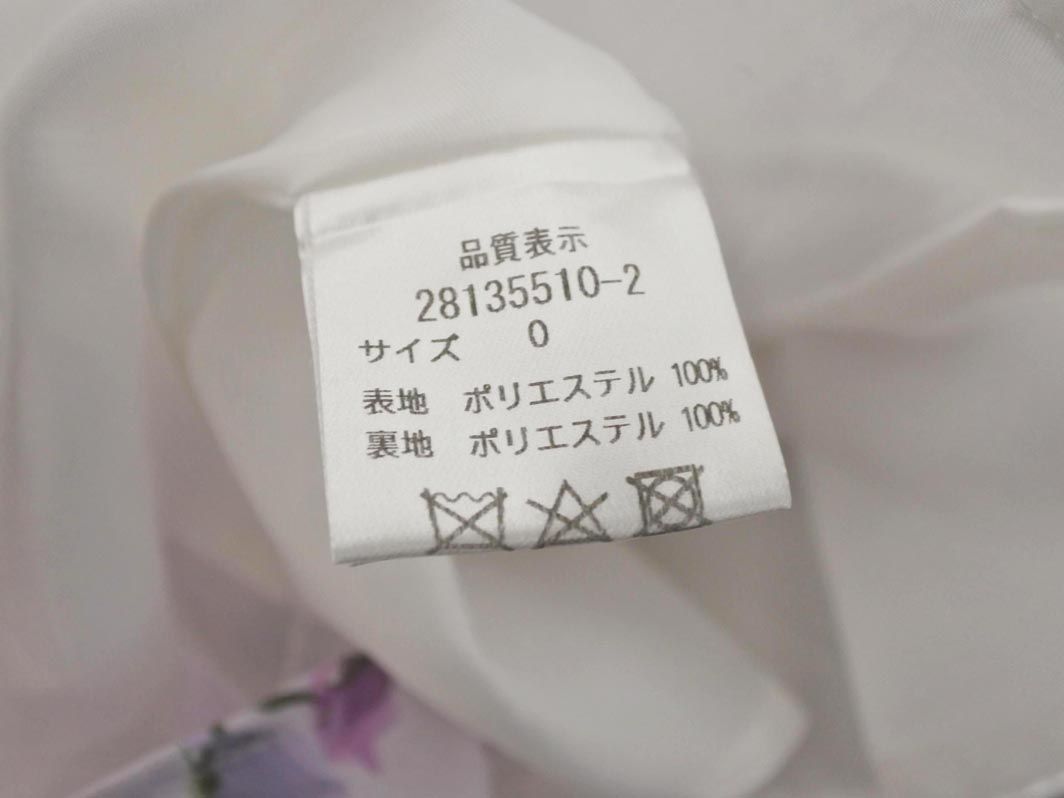 品質表示
28135510-2
サイズ 0
表地 ポリエステル 100%
裏地 ポリエステル 100%